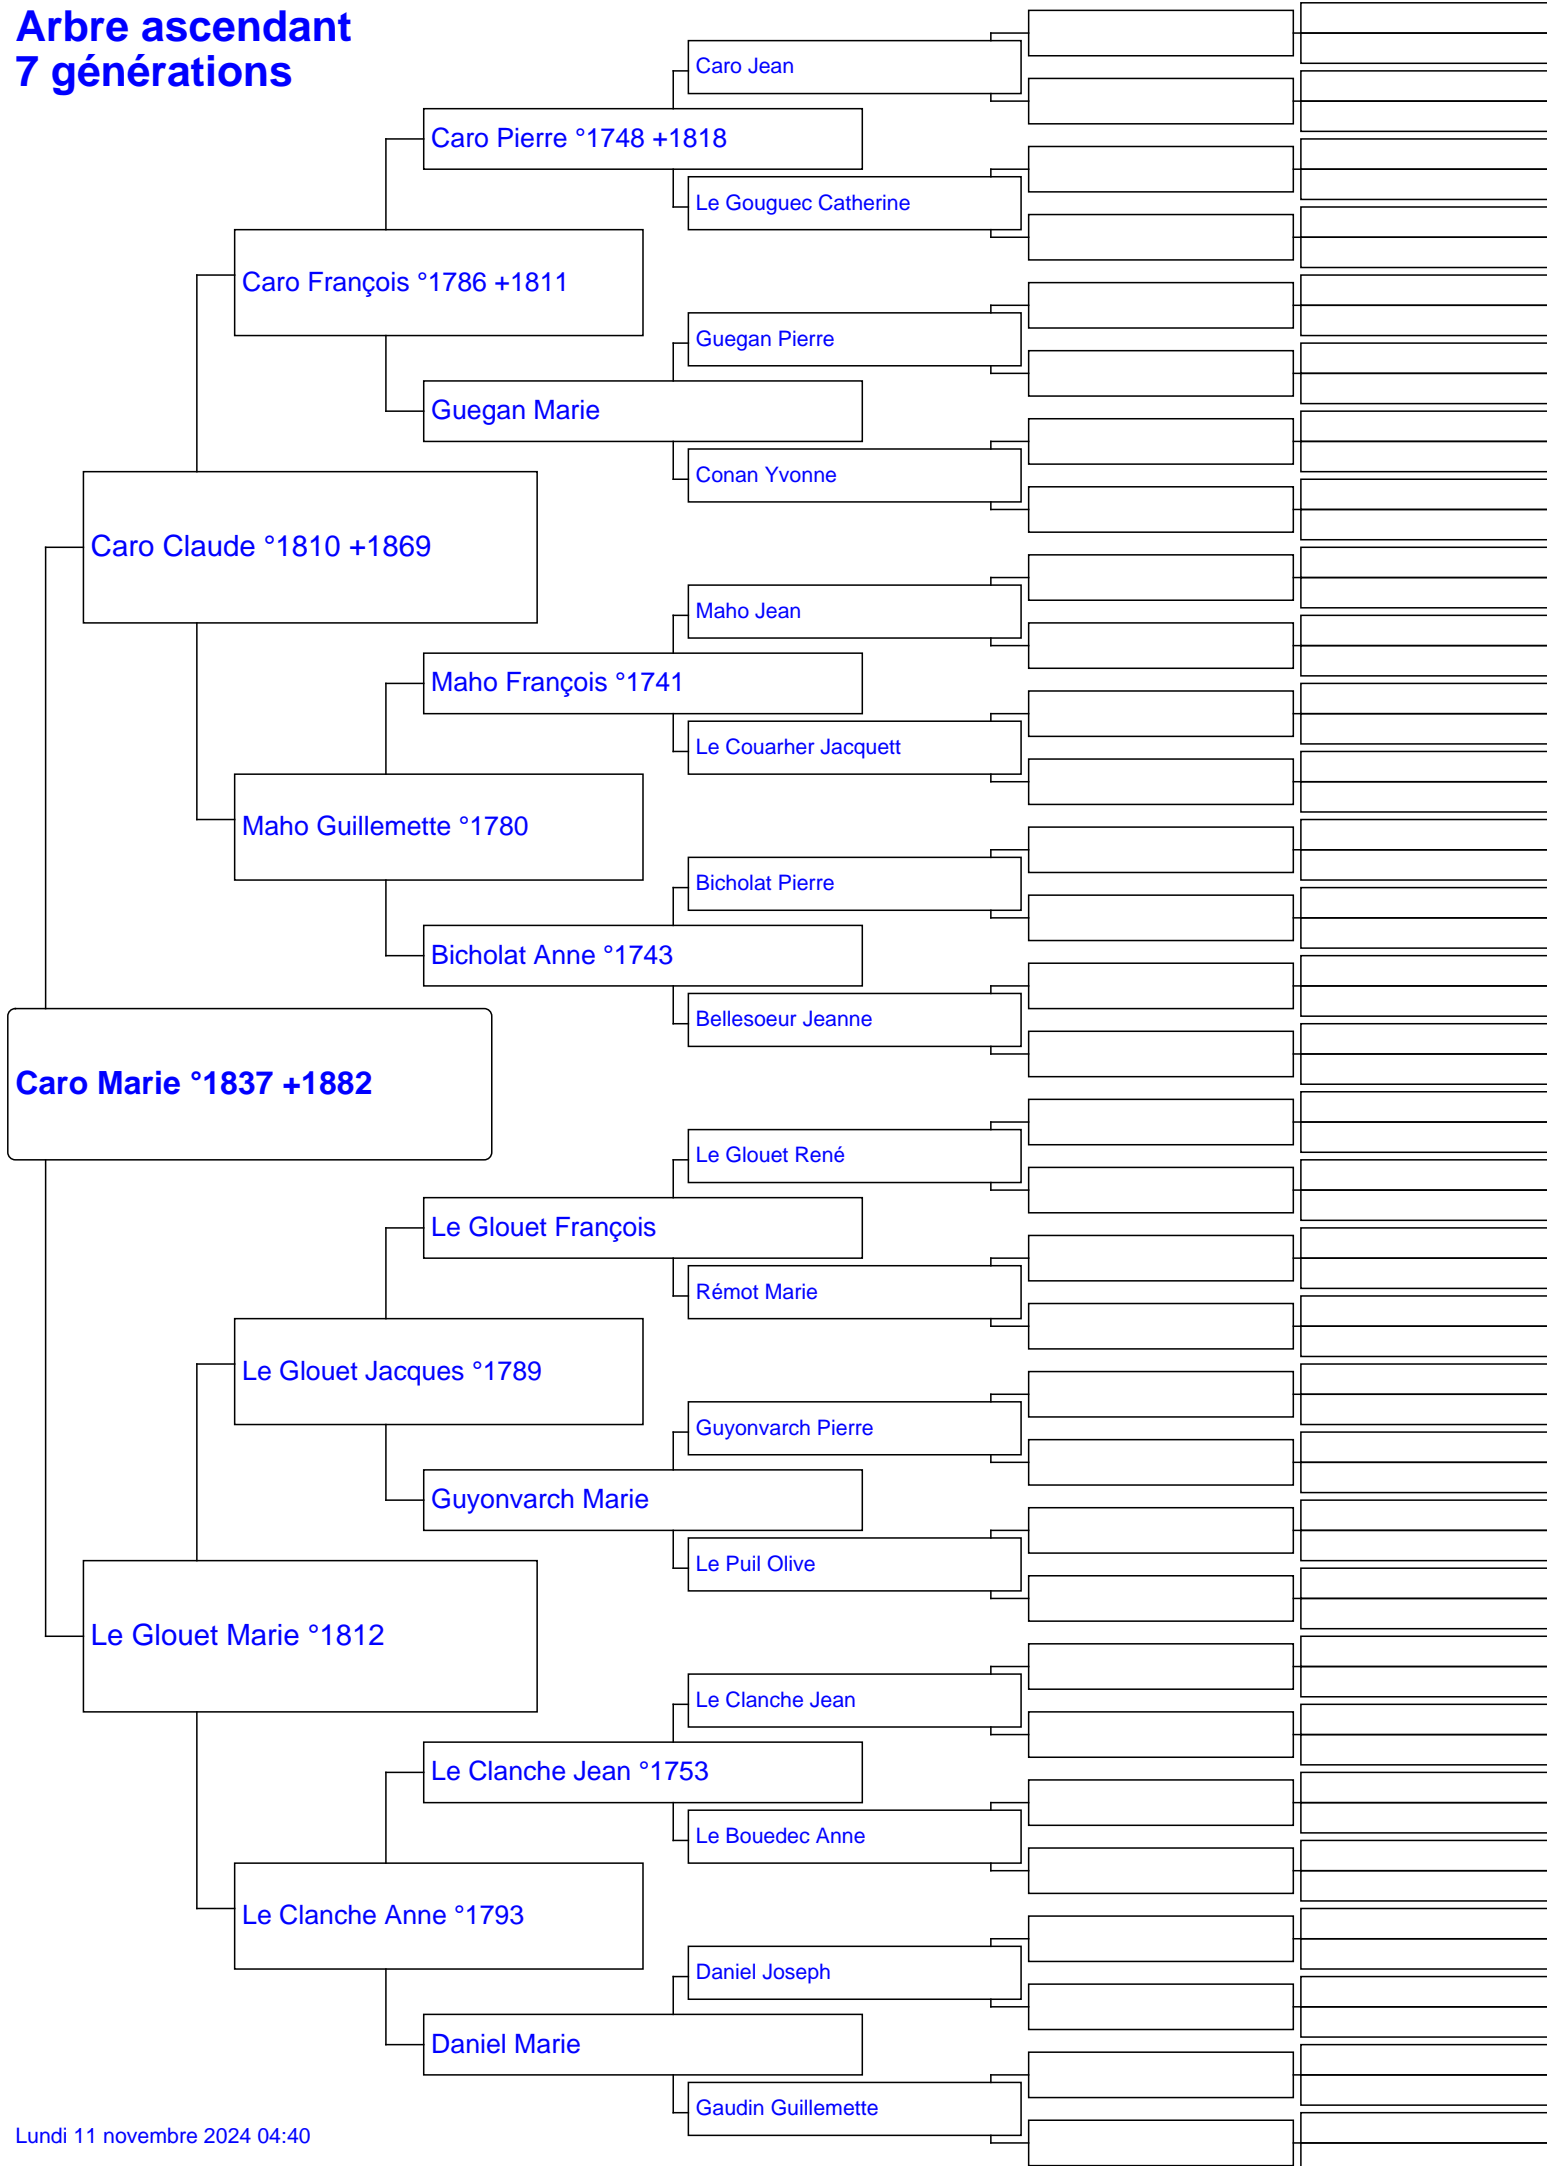 Arbre ascendant
7 générations
Caro Jean
Caro Pierre °1748 +1818
Le Gouguec Catherine
Caro François °1786 +1811
Guegan Pierre
Guegan Marie
Conan Yvonne
Caro Claude °1810 +1869
Maho Jean
Maho François °1741
Le Couarher Jacquett
Maho Guillemette °1780
Bicholat Pierre
Bicholat Anne °1743
Bellesoeur Jeanne
Caro Marie °1837 +1882
Le Glouet René
Le Glouet François
Rémot Marie
Le Glouet Jacques °1789
Guyonvarch Pierre
Guyonvarch Marie
Le Puil Olive
Le Glouet Marie °1812
Le Clanche Jean
Le Clanche Jean °1753
Le Bouedec Anne
Le Clanche Anne °1793
Daniel Joseph
Daniel Marie
Gaudin Guillemette
Lundi 11 novembre 2024 04:40